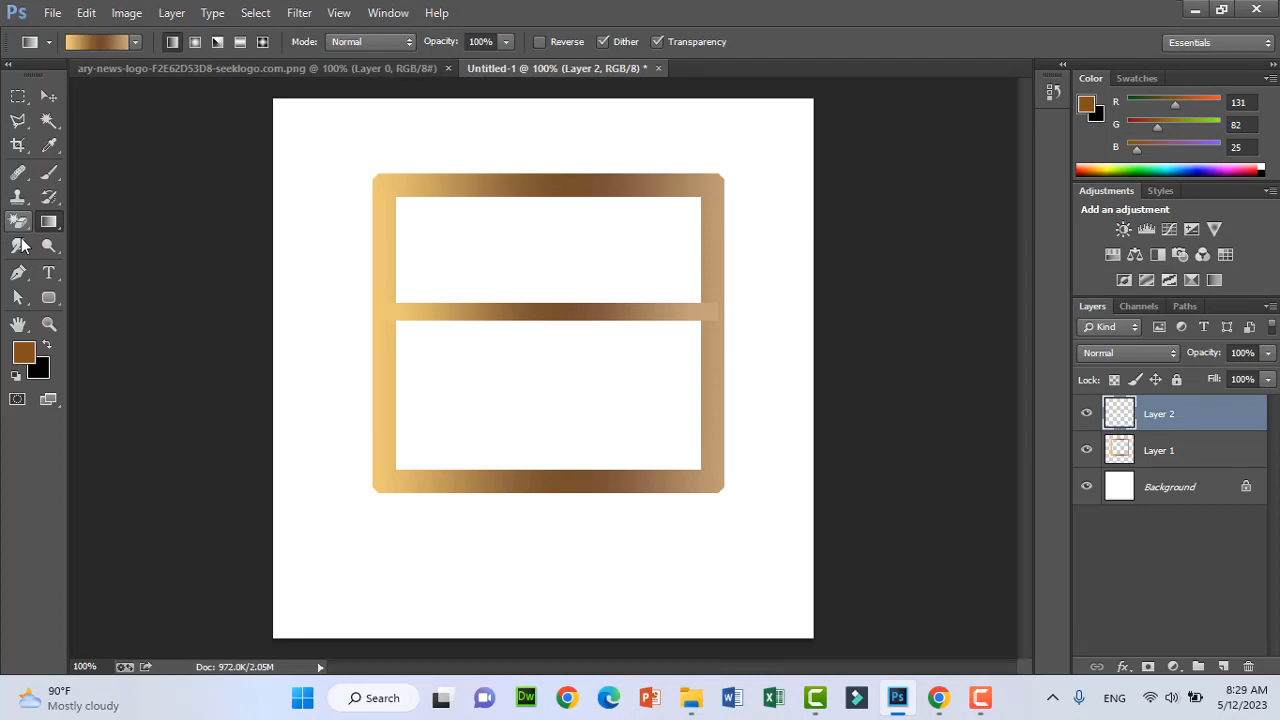 Ps File Edit Image Layer Type Select Filter View Window Help
Mode: Normal Opacity: 100% Reverse Dither Transparency Essentials
ary-news-logo-F2E62D53D8-seeklogo.com.png @ 100% (Layer 0, RGB/8#) × Untitled-1 @ 100% (Layer 2, RGB/8) * ×
Color Swatches
R 131
G 82
B 25
Adjustments Styles
Add an adjustment
Layers Channels Paths
Kind
Normal Opacity: 100%
Lock: Fill: 100%
Layer 2
Layer 1
Background
100% Doc: 972.0K/2.05M
90°F
Mostly cloudy
Search
Dw
Ps
ENG
5/12/2023